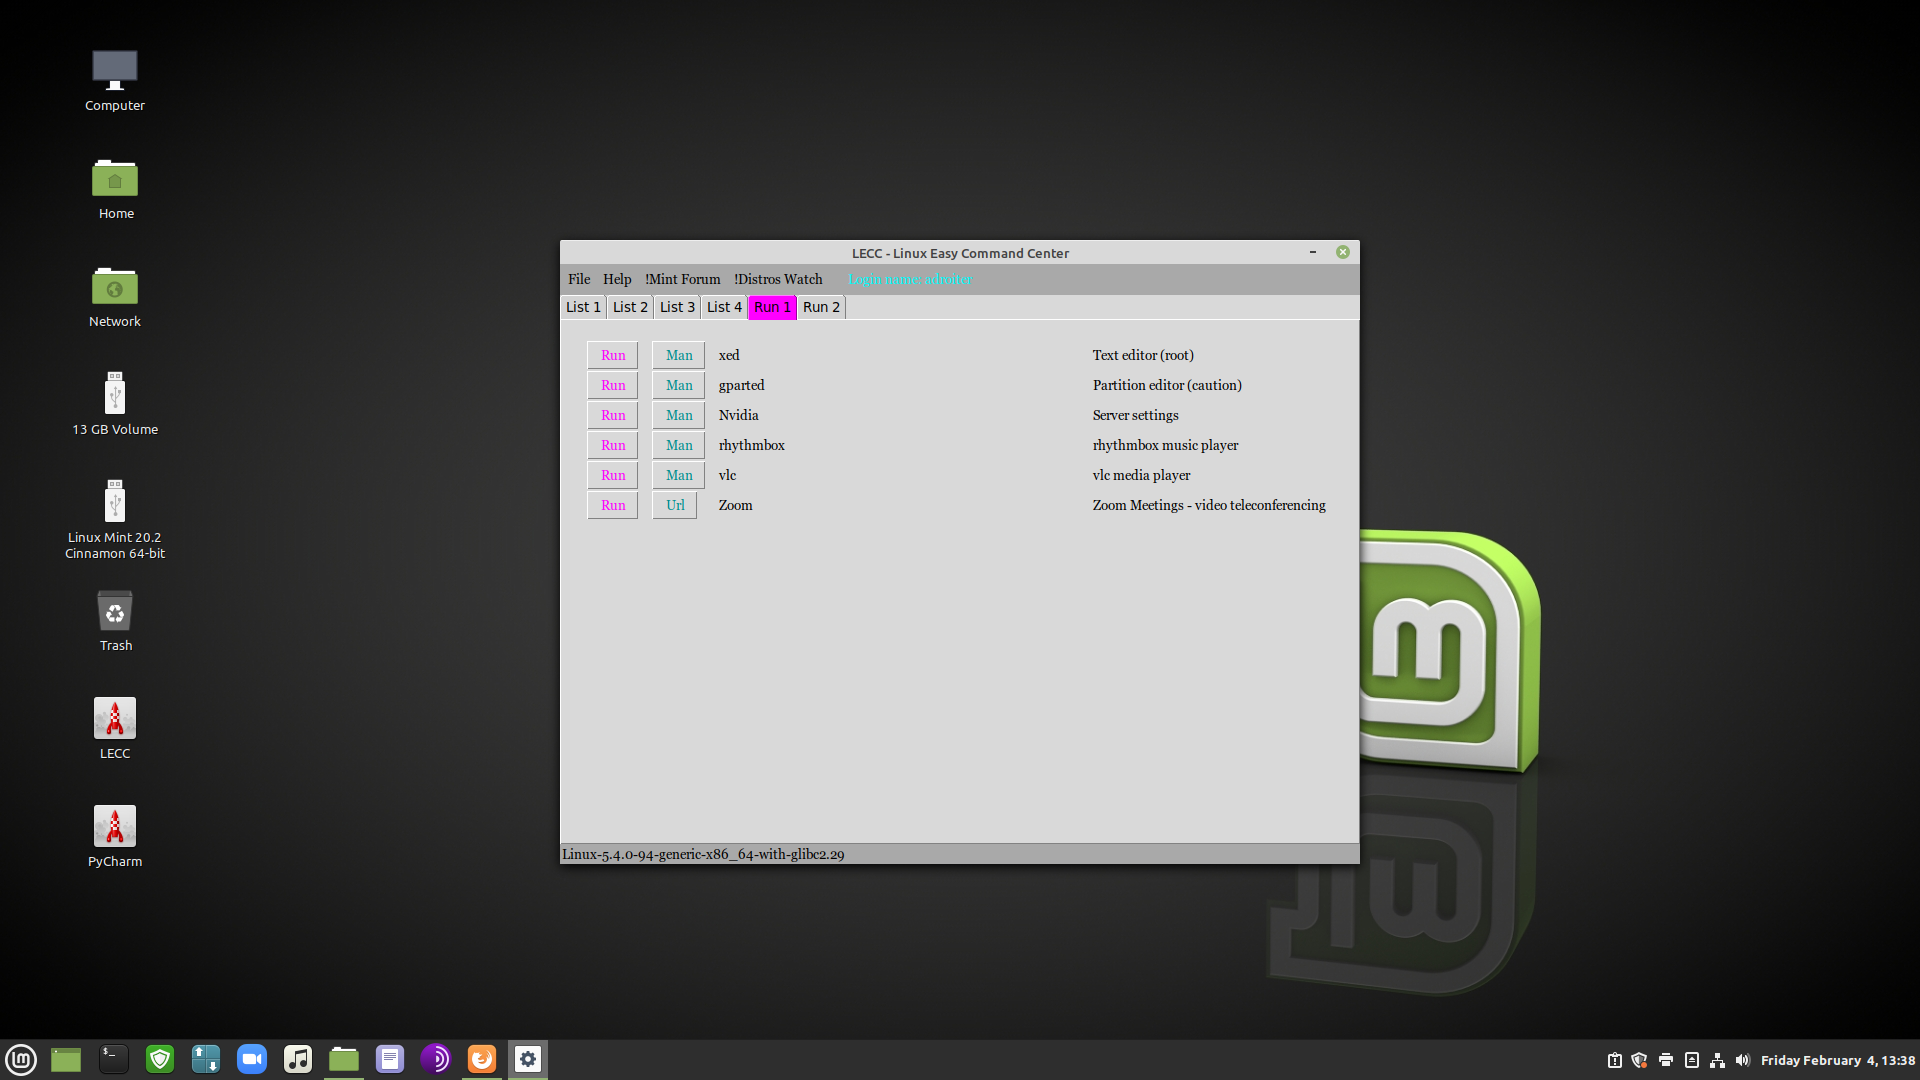 Computer
Home
Network
13 GB Volume
Linux Mint 20.2
Cinnamon 64-bit
Trash
LECC
PyCharm
LECC - Linux Easy Command Center
File Help !Mint Forum !Distros Watch Login name: adreiter
List 1 List 2 List 3 List 4 Run 1 Run 2
Run Man xed Text editor (root)
Run Man gparted Partition editor (caution)
Run Man Nvidia Server settings
Run Man rhythmbox rhythmbox music player
Run Man vlc vlc media player
Run Url Zoom Zoom Meetings - video teleconferencing
Linux-5.4.0-94-generic-x86_64-with-glibc2.29
Friday February 4, 13:38